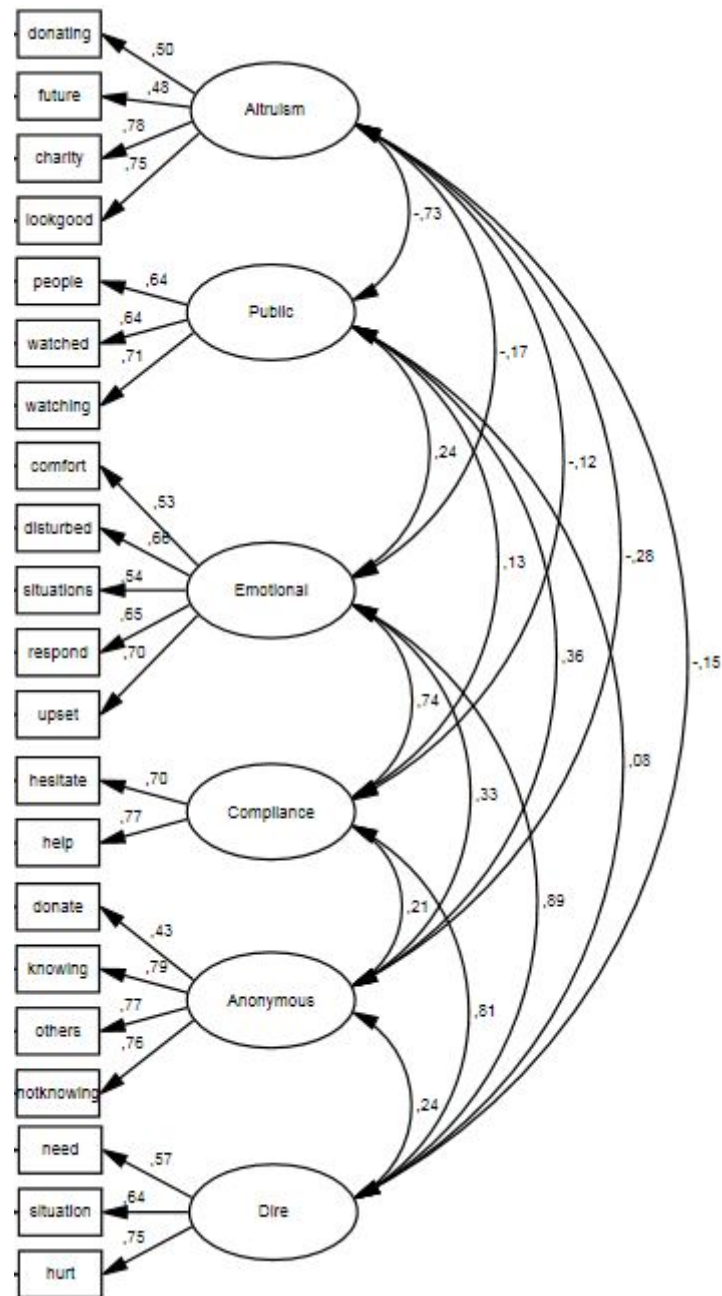 donating
,50
future
,48
Altruism
charity
,78
,75
lookgood
-,73
people
,64
Public
watched
,64
,71
-,17
watching
comfort
,24
-,12
,53
disturbed
,66
,13
-,28
situations
,54
Emotional
respond
,65
,36
-,15
,70
upset
,74
,08
hesitate
,70
,33
Compliance
help
,77
donate
,43
,21
,89
knowing
,79
Anonymous
others
,77
,81
,76
notknowing
,24
need
,57
situation
,64
Dire
,75
hurt